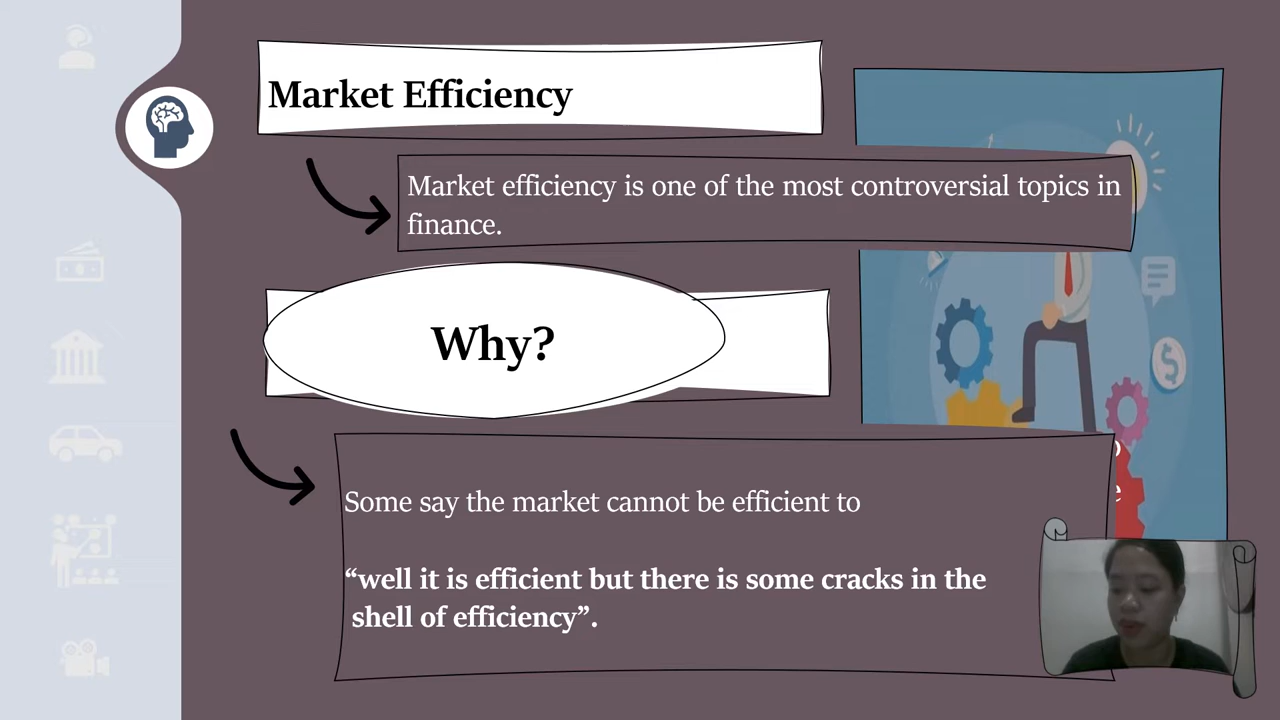 Market Efficiency
Market efficiency is one of the most controversial topics in
finance.
Why?
Some say the market cannot be efficient to
“well it is efficient but there is some cracks in the
shell of efficiency”.